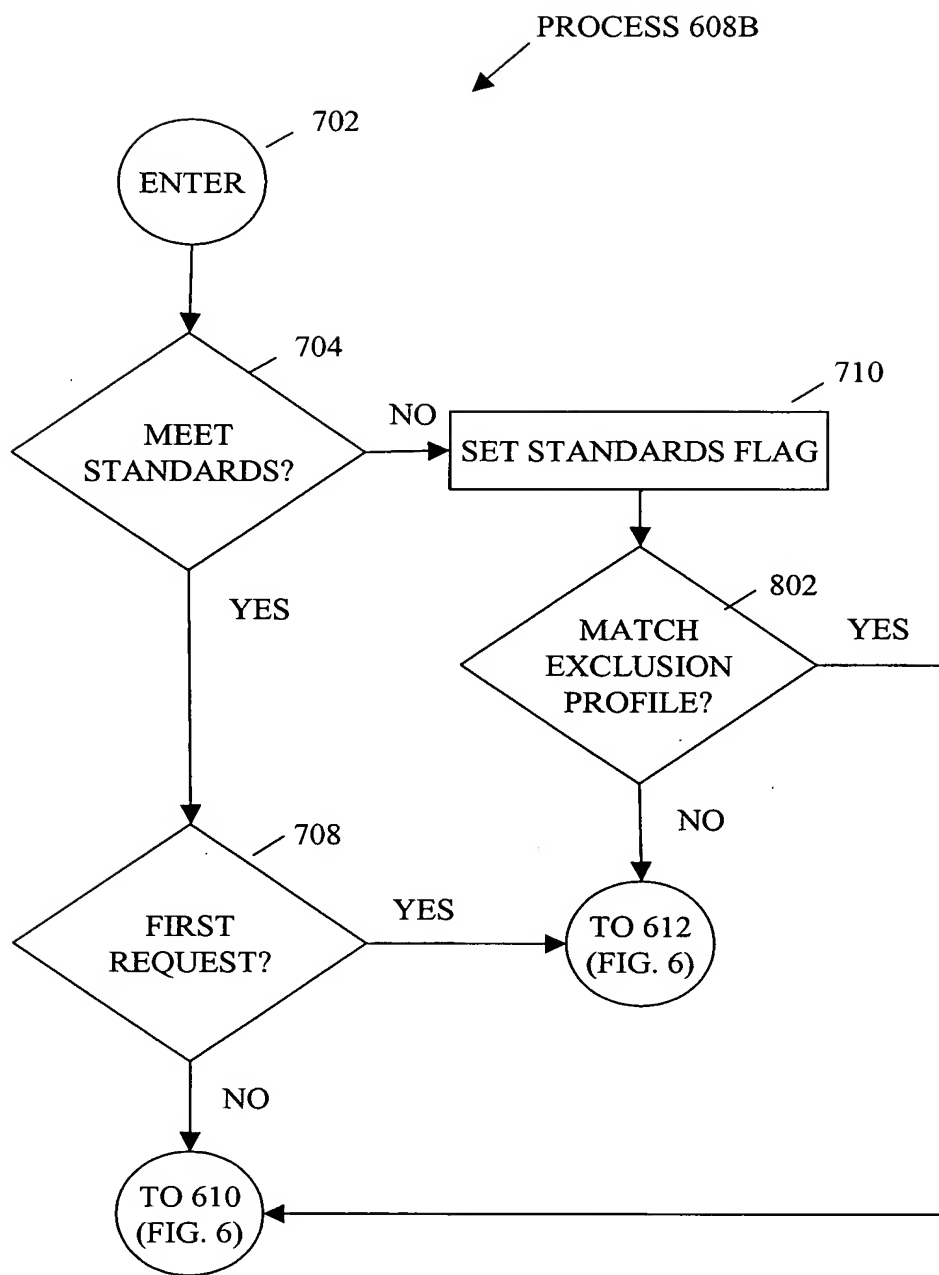 PROCESS 608B
702
ENTER
704
710
NO
MEET
STANDARDS?
SET STANDARDS FLAG
YES
802
MATCH
EXCLUSION
PROFILE?
YES
NO
708
FIRST
REQUEST?
YES
TO 612
(FIG. 6)
NO
TO 610
(FIG. 6)